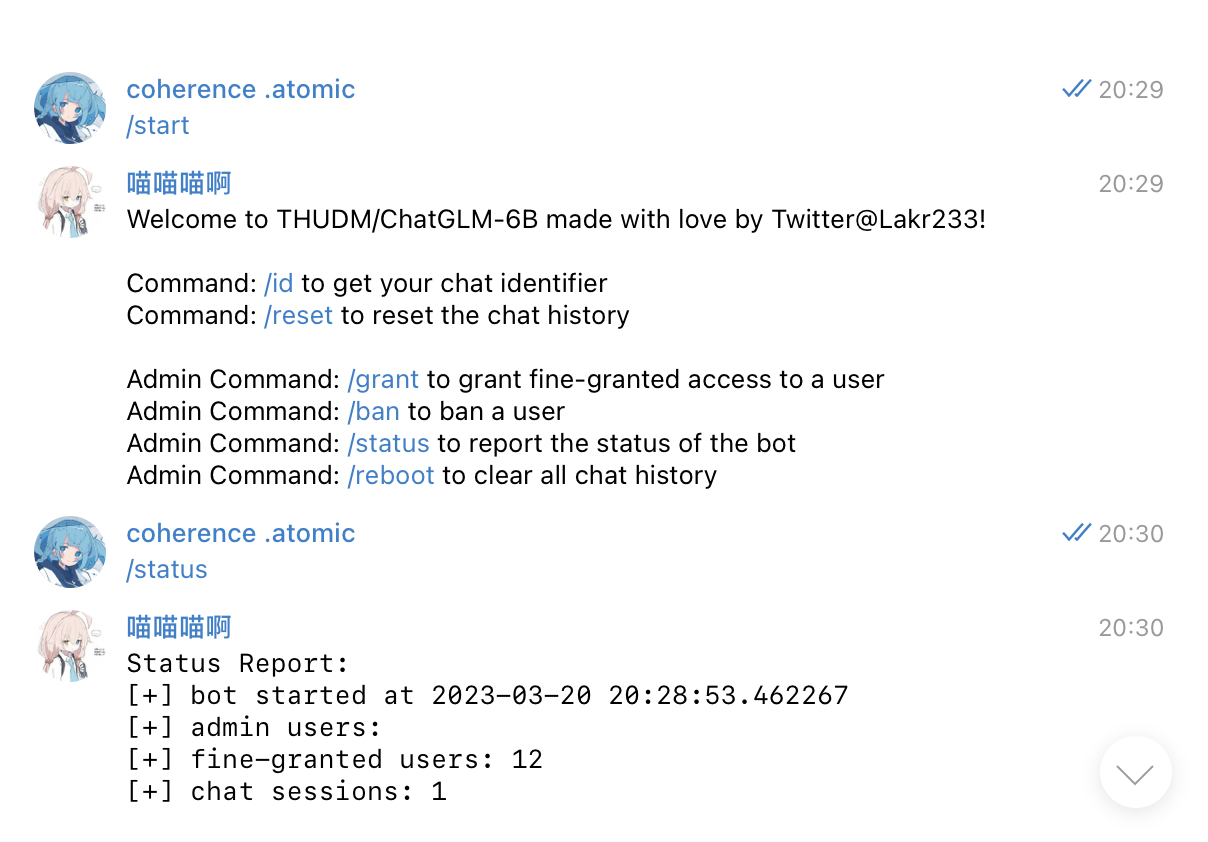 coherence .atomic
20:29
/start
喵喵喵啊
20:29
Welcome to THUDM/ChatGLM-6B made with love by Twitter@Lakr233!
Command: /id to get your chat identifier
Command: /reset to reset the chat history
Admin Command: /grant to grant fine-granted access to a user
Admin Command: /ban to ban a user
Admin Command: /status to report the status of the bot
Admin Command: /reboot to clear all chat history
coherence .atomic
20:30
/status
喵喵喵啊
20:30
Status Report:
[+] bot started at 2023-03-20 20:28:53.462267
[+] admin users:
[+] fine-granted users: 12
[+] chat sessions: 1